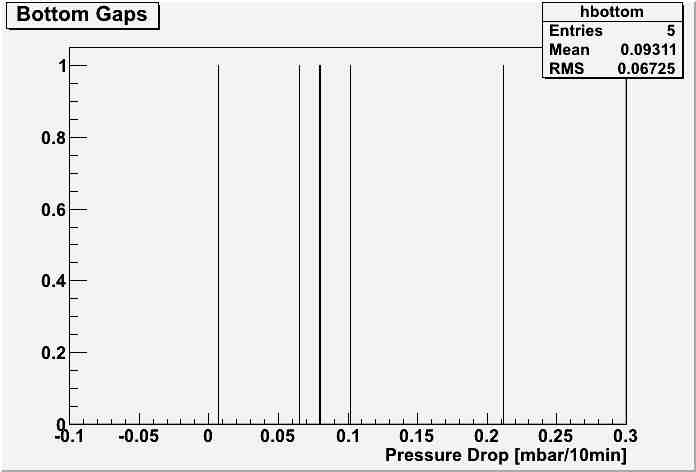 Bottom Gaps
hbottom
Entries 5
Mean 0.09311
RMS 0.06725
1
0.8
0.6
0.4
0.2
0
-0.1 -0.05 0 0.05 0.1 0.15 0.2 0.25 0.3
Pressure Drop [mbar/10min]